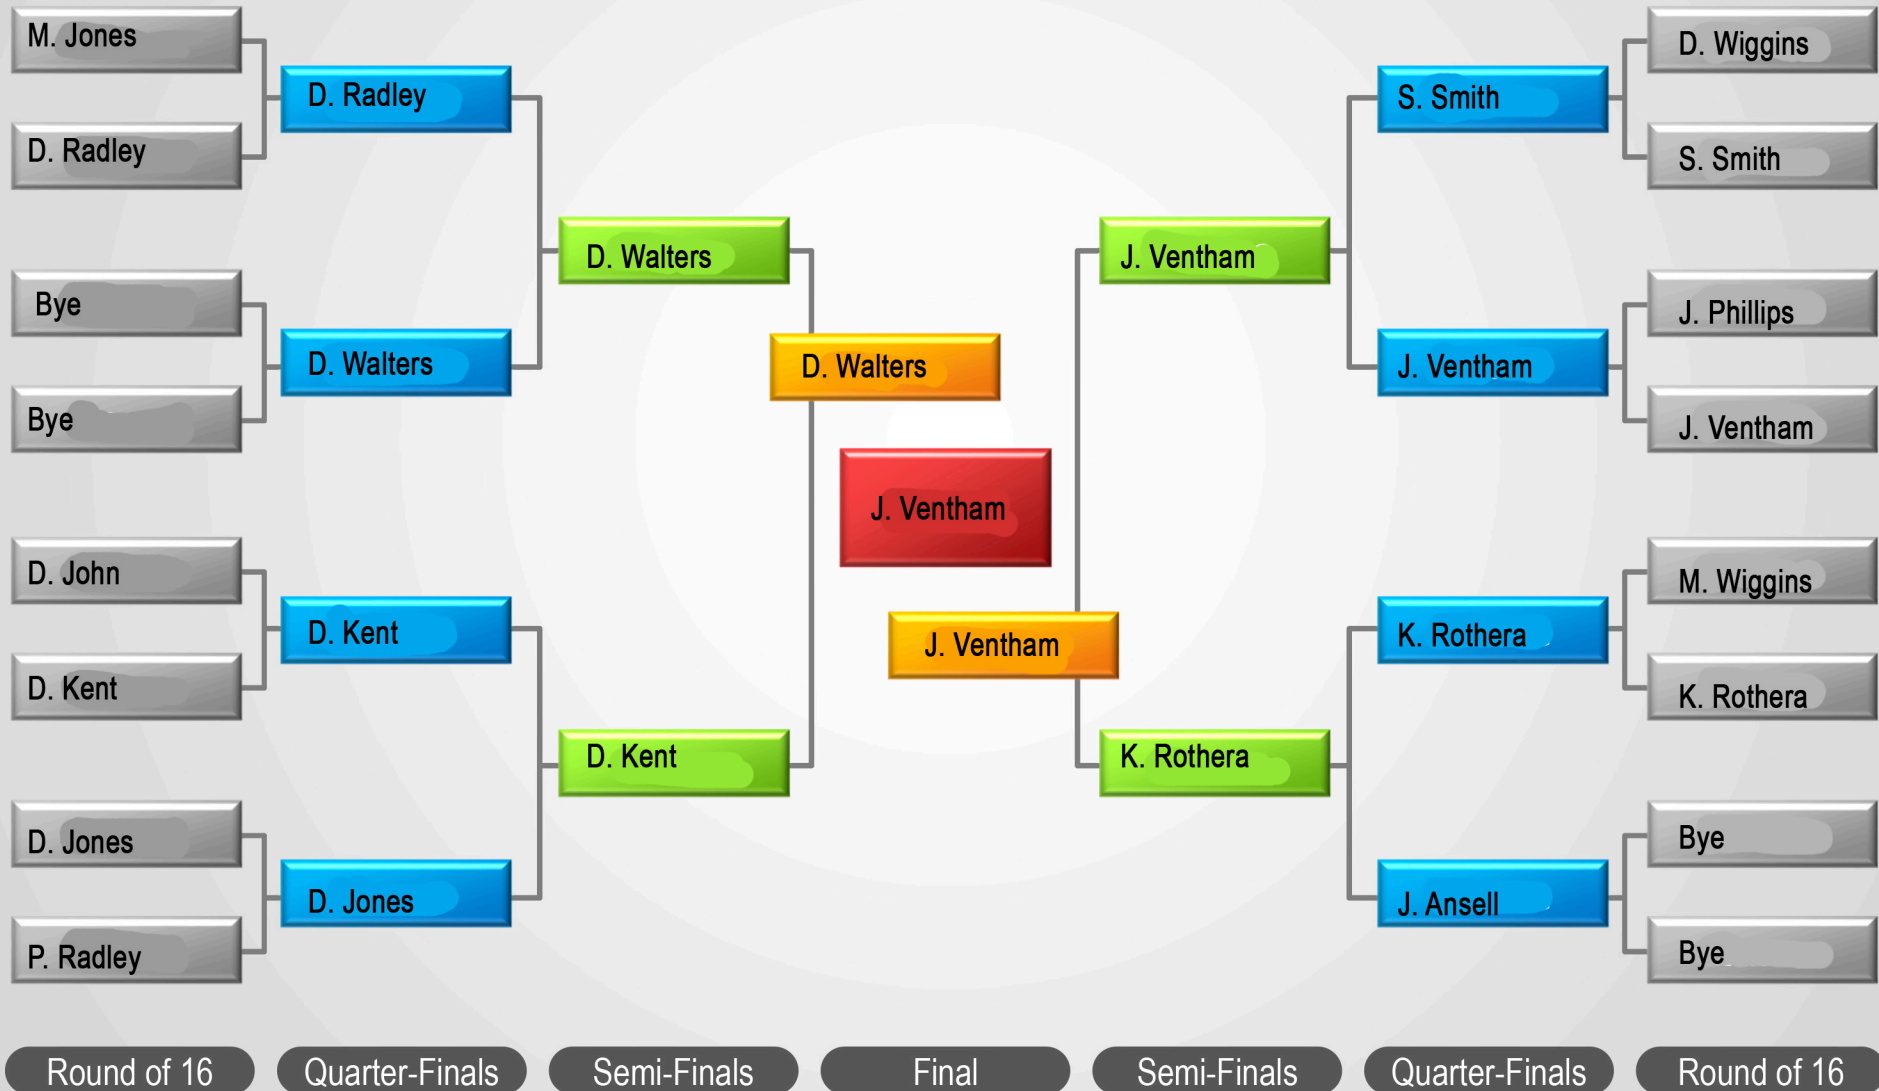 M. Jones
D. Radley
Bye
Bye
D. John
D. Kent
D. Jones
P. Radley
D. Radley
D. Walters
D. Kent
D. Jones
D. Walters
D. Kent
D. Walters
J. Ventham
J. Ventham
J. Ventham
K. Rothera
S. Smith
J. Ventham
K. Rothera
J. Ansell
D. Wiggins
S. Smith
J. Phillips
J. Ventham
M. Wiggins
K. Rothera
Bye
Bye
Round of 16
Quarter-Finals
Semi-Finals
Final
Semi-Finals
Quarter-Finals
Round of 16